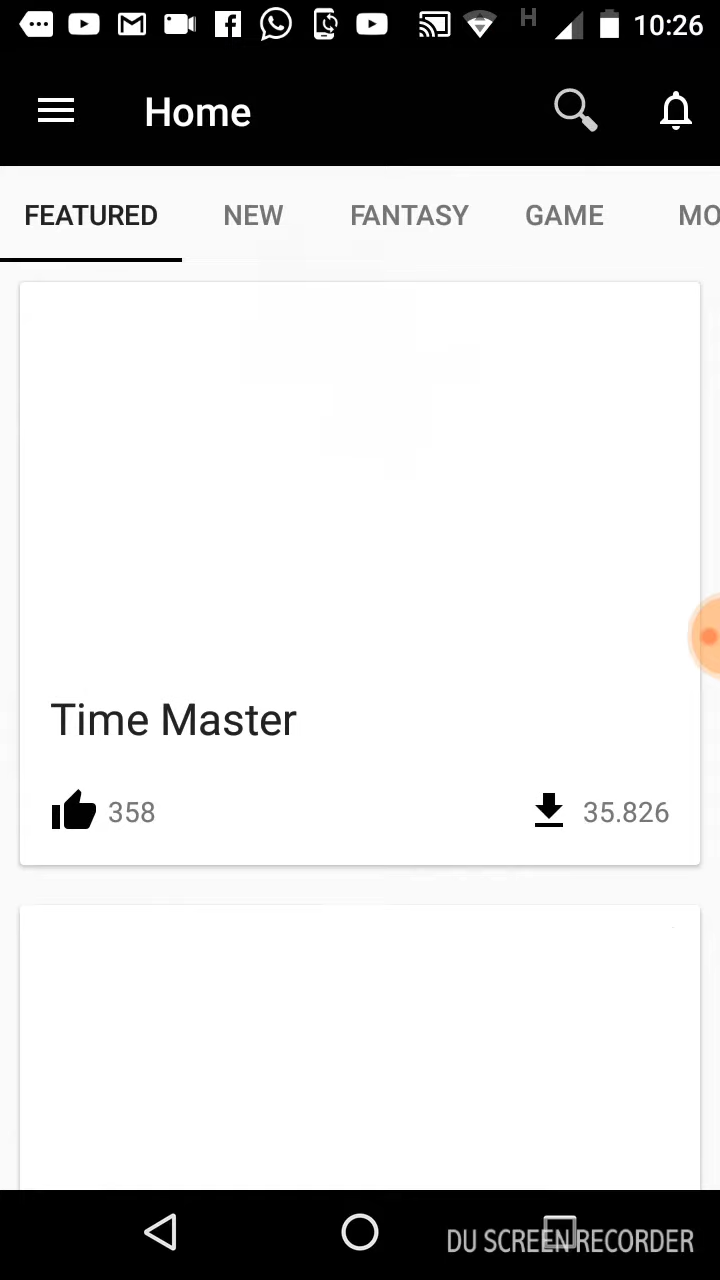 H 10:26
Home
FEATURED NEW FANTASY GAME MO
Time Master
358 35.826
DU SCREEN RECORDER